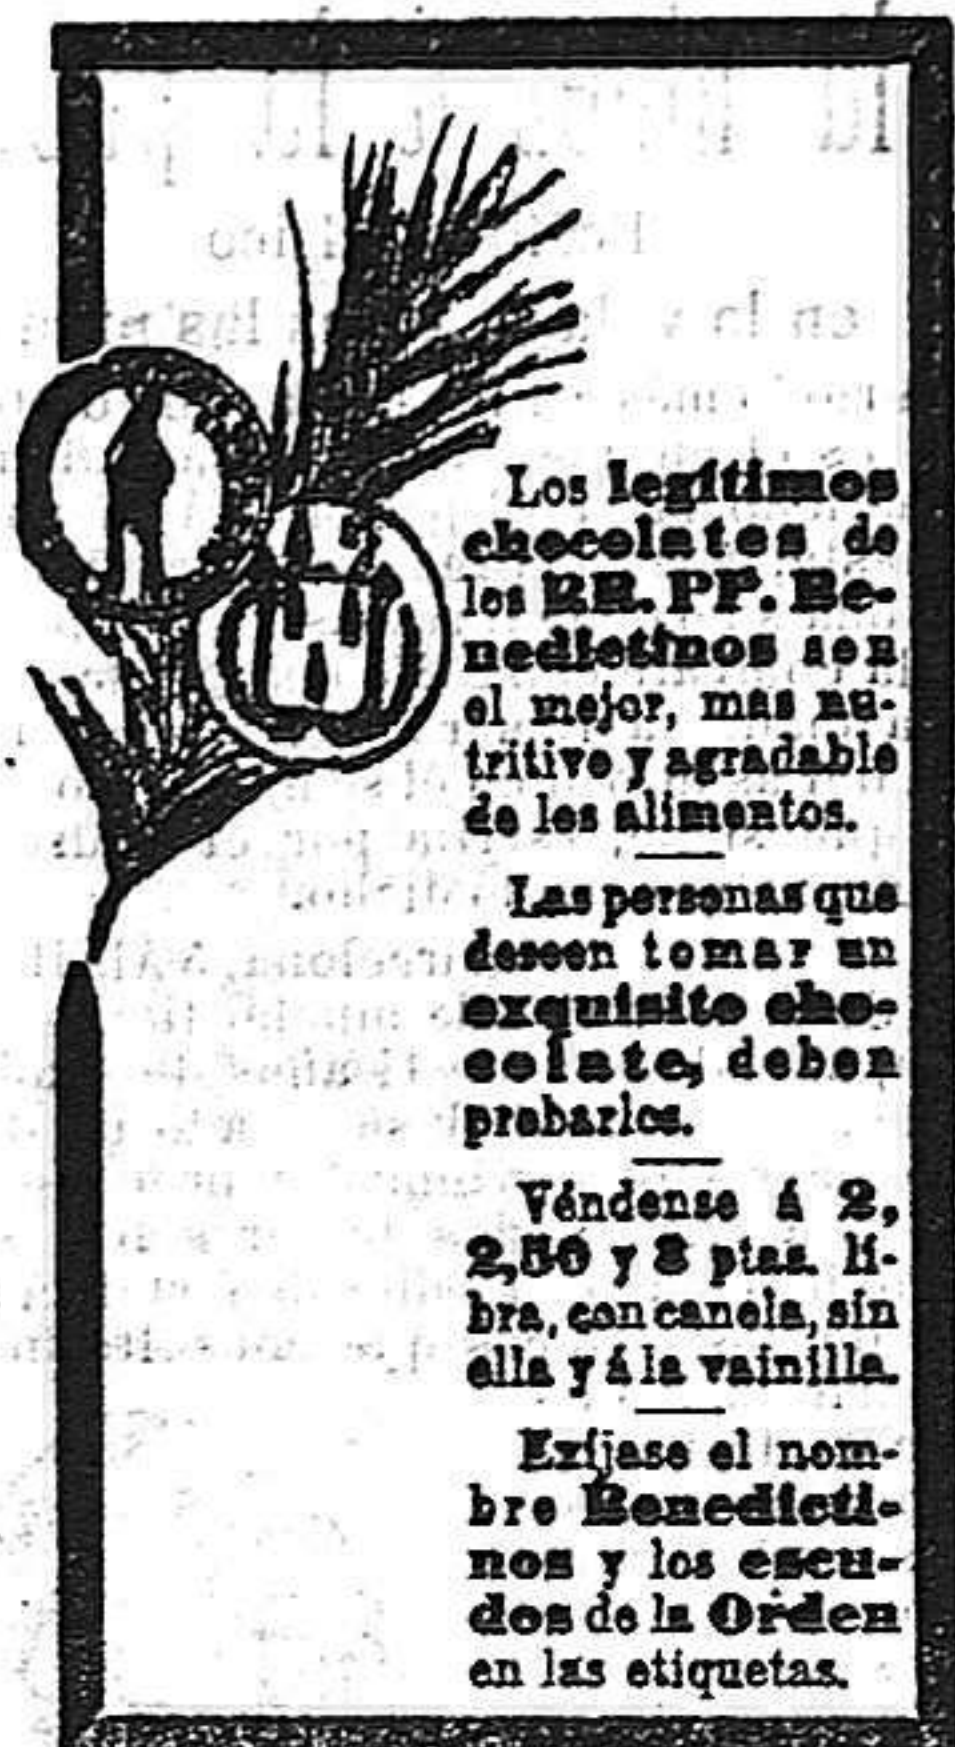 Los legítimos
chocolates de
los RR. PP. Be-
nedictinos son
el mejor, mas nu-
tritivo y agradable
de los alimentos.
Las personas que
deseen tomar un
exquisito cho-
colate, deben
probarlos.
Véndense á 2,
2,50 y 3 ptas. li-
bra, con canela, sin
ella y á la vainilla.
Exíjase el nom-
bre Benedicti-
nos y los escu-
dos de la Orden
en las etiquetas.